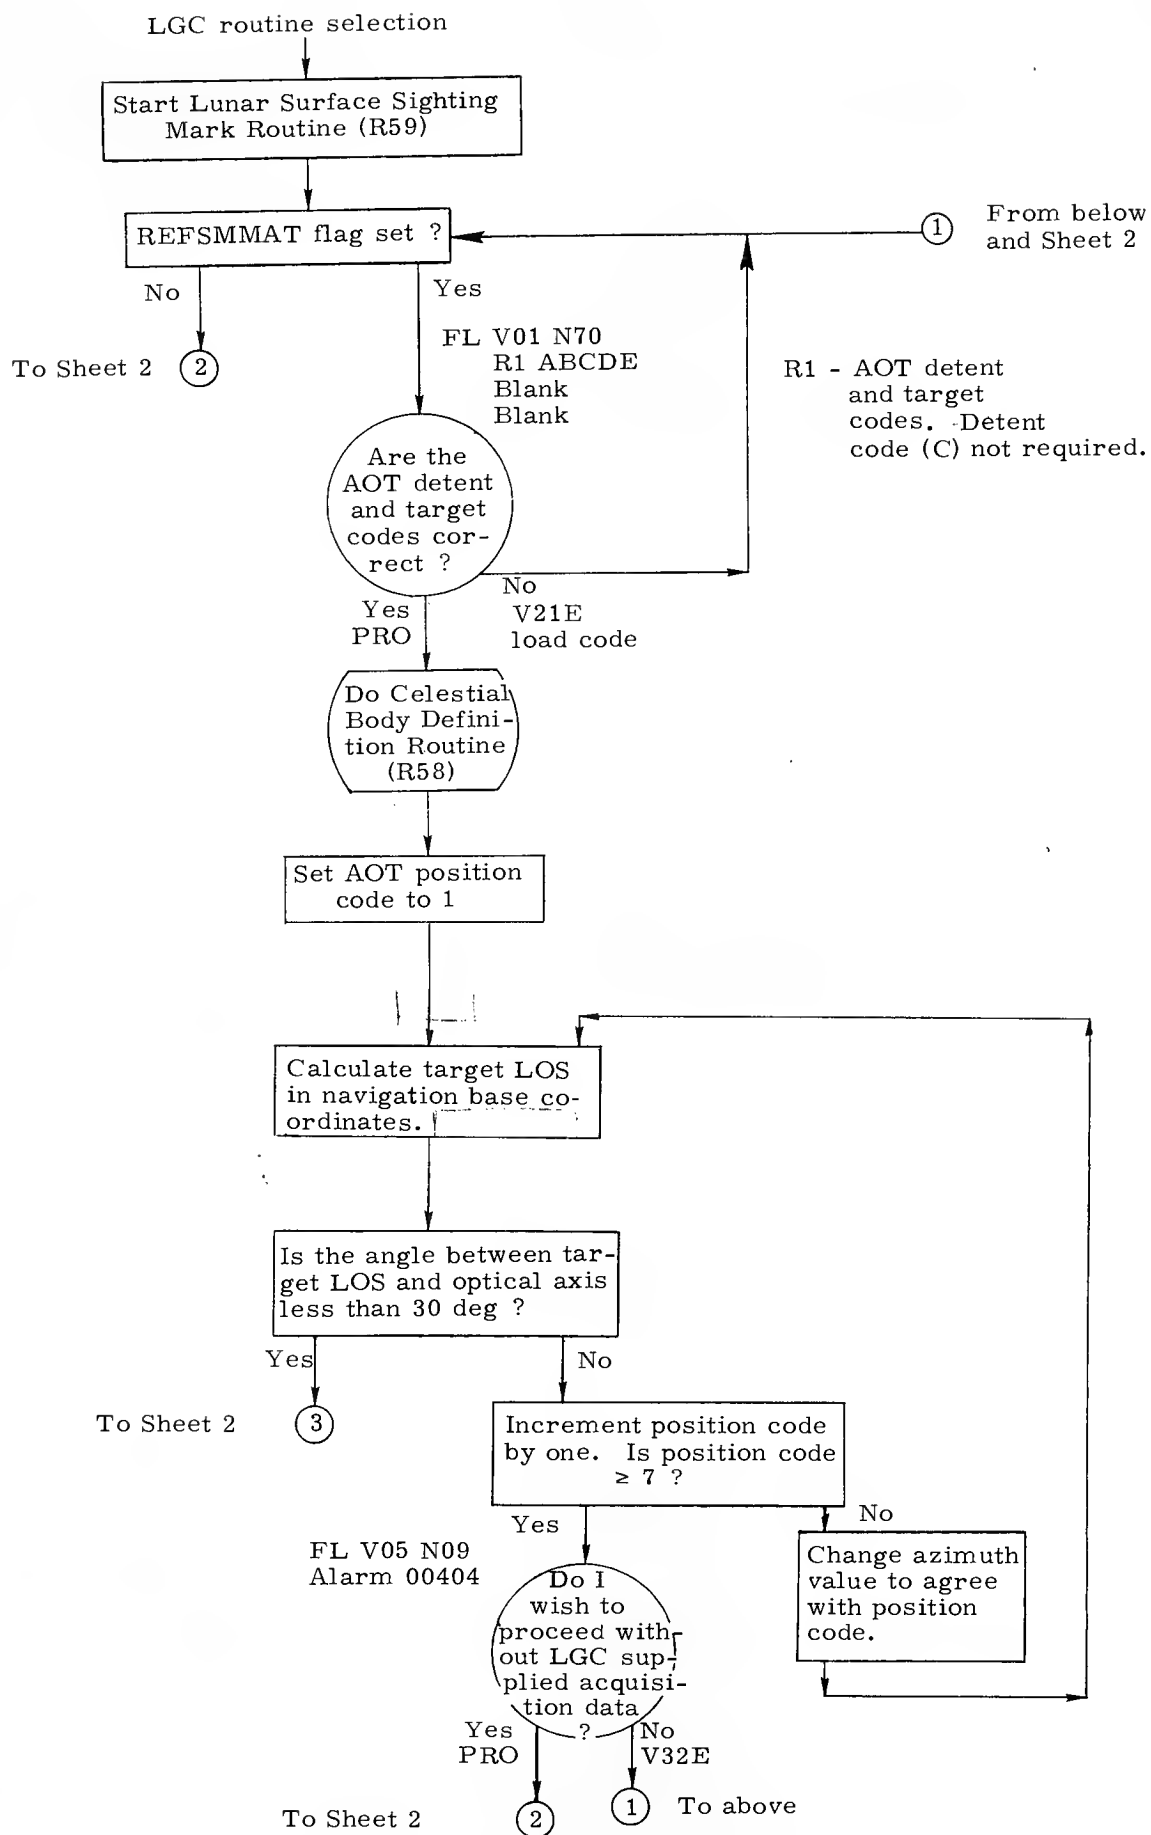 LGC routine selection
Start Lunar Surface Sighting
Mark Routine (R59)
REFSMMAT flag set ?
1
From below
and Sheet 2
No
Yes
To Sheet 2
2
FL V01 N70
R1 ABCDE
Blank
Blank
R1 - AOT detent
and target
codes. Detent
code (C) not required.
Are the
AOT detent
and target
codes cor-
rect ?
No
V21E
load code
Yes
PRO
Do Celestial
Body Defini-
tion Routine
(R58)
Set AOT position
code to 1
Calculate target LOS
in navigation base co-
ordinates.
Is the angle between tar-
get LOS and optical axis
less than 30 deg ?
Yes
No
To Sheet 2
3
Increment position code
by one. Is position code
≥ 7 ?
Yes
No
FL V05 N09
Alarm 00404
Change azimuth
value to agree
with position
code.
Do I
wish to
proceed with-
out LGC sup-
plied acquisi-
tion data
?
Yes
PRO
No
V32E
To Sheet 2
2
1
To above